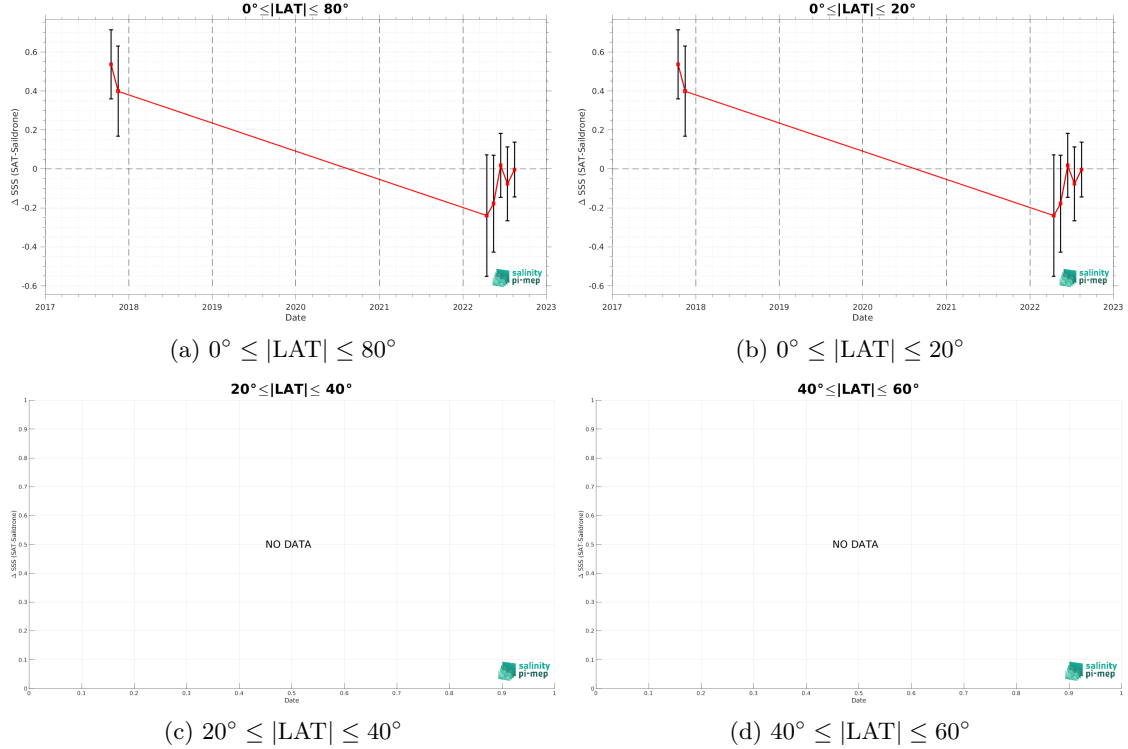 0°≤|LAT|≤ 80°
Δ SSS (SAT-Saildrone)
0.6
0.4
0.2
0
-0.2
-0.4
-0.6
2017 2018 2019 2020 2021 2022 2023
Date
salinity
pi-mep
(a) 0° ≤ |LAT| ≤ 80°
0°≤|LAT|≤ 20°
Δ SSS (SAT-Saildrone)
0.6
0.4
0.2
0
-0.2
-0.4
-0.6
2017 2018 2019 2020 2021 2022 2023
Date
salinity
pi-mep
(b) 0° ≤ |LAT| ≤ 20°
20°≤|LAT|≤ 40°
Δ SSS (SAT-Saildrone)
1
0.9
0.8
0.7
0.6
0.5
0.4
0.3
0.2
0.1
0
NO DATA
0 0.1 0.2 0.3 0.4 0.5 0.6 0.7 0.8 0.9 1
Date
salinity
pi-mep
(c) 20° ≤ |LAT| ≤ 40°
40°≤|LAT|≤ 60°
Δ SSS (SAT-Saildrone)
1
0.9
0.8
0.7
0.6
0.5
0.4
0.3
0.2
0.1
0
NO DATA
0 0.1 0.2 0.3 0.4 0.5 0.6 0.7 0.8 0.9 1
Date
salinity
pi-mep
(d) 40° ≤ |LAT| ≤ 60°